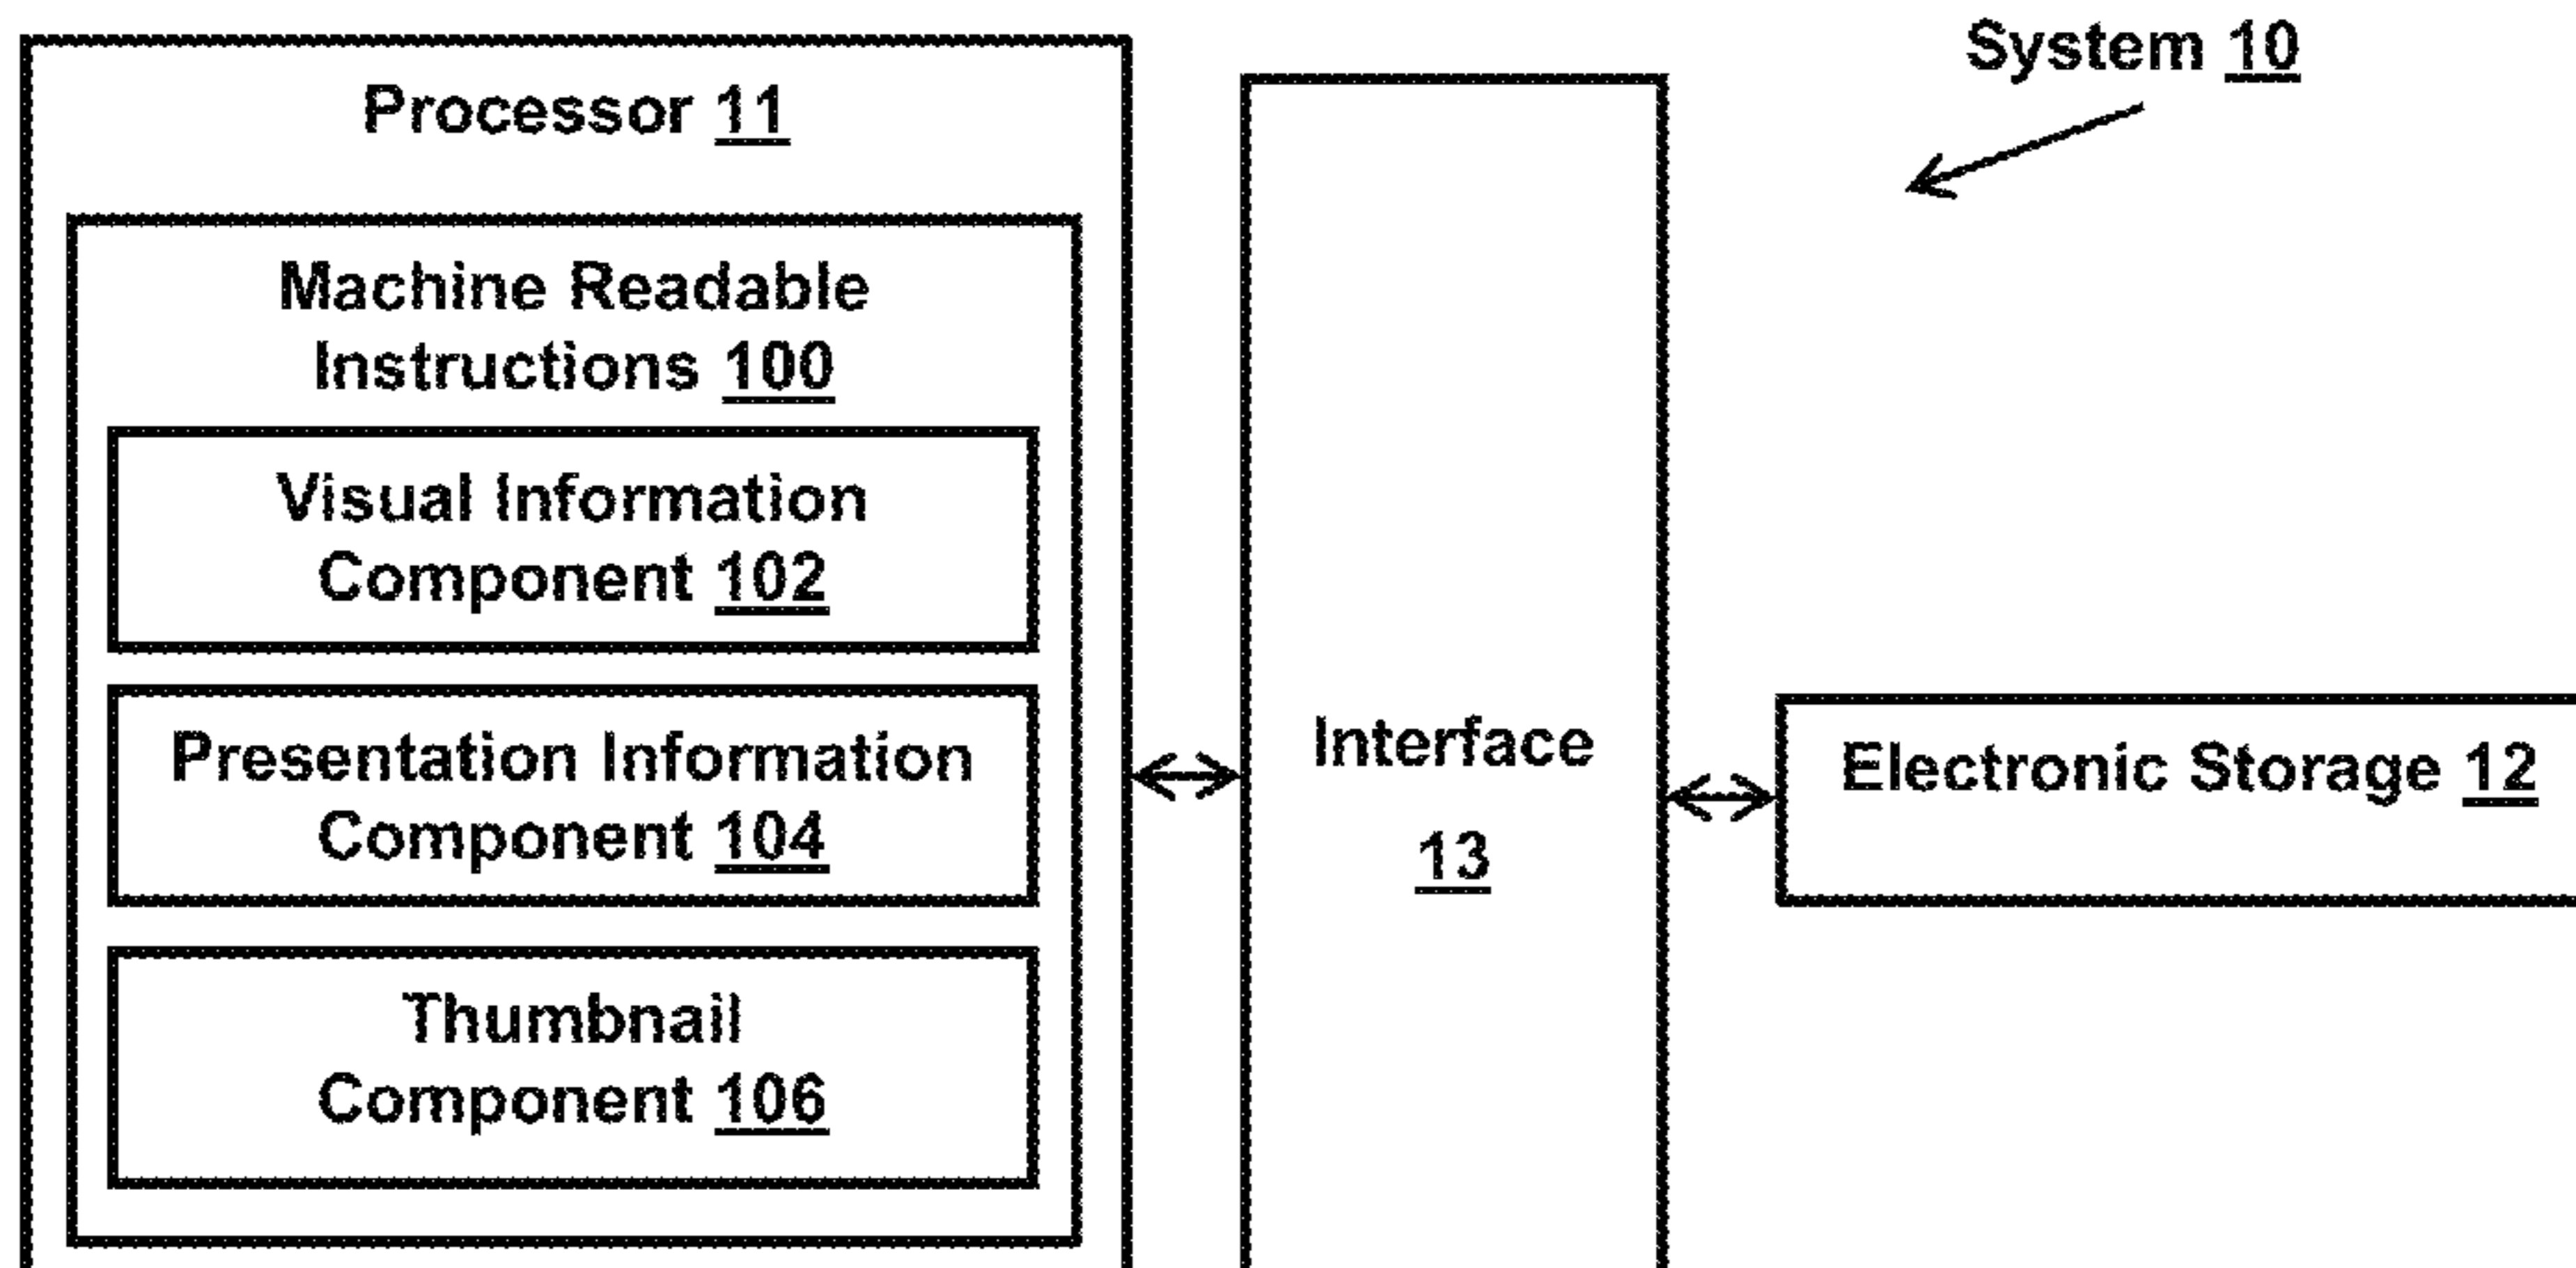 System 10
Processor 11
Machine Readable
Instructions 100
Visual Information
Component 102
Presentation Information
Component 104
Thumbnail
Component 106
Interface
13
Electronic Storage 12